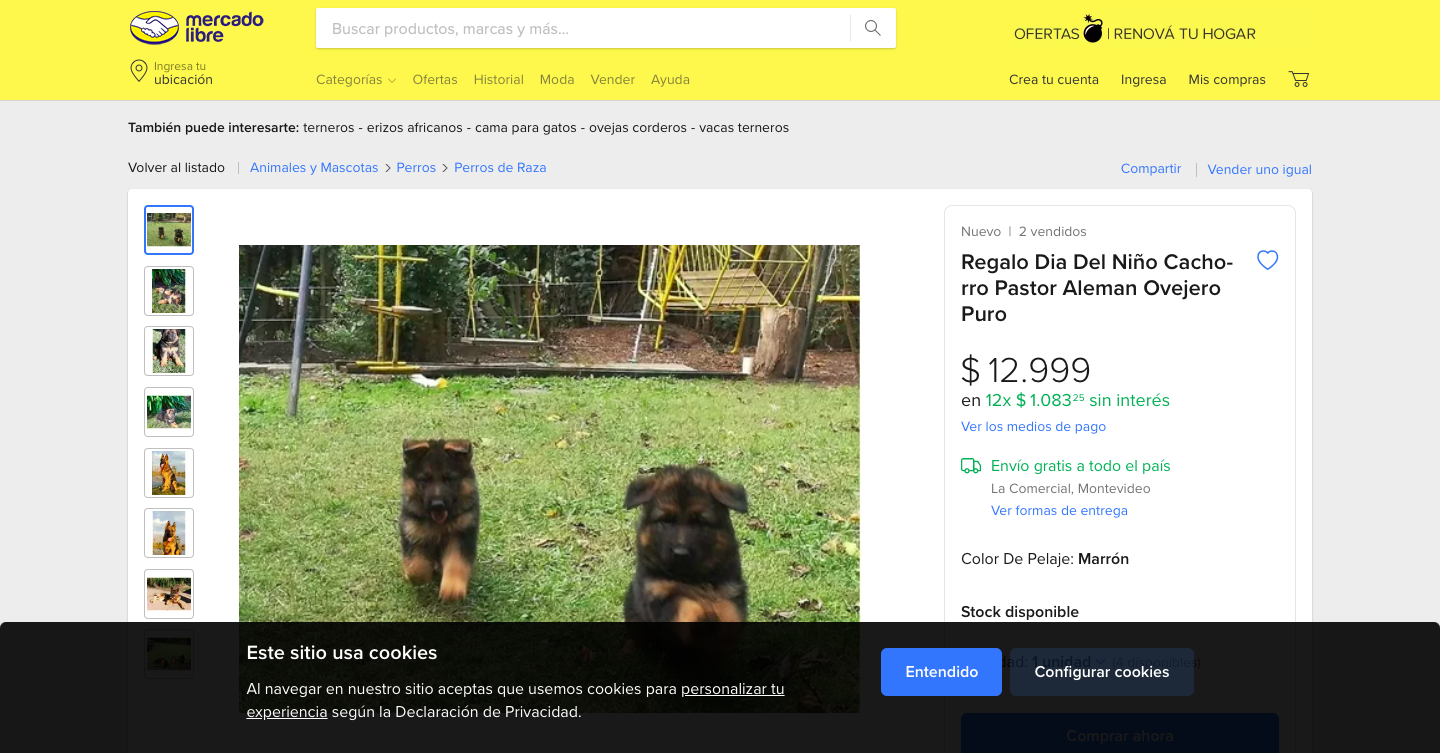 mercado
libre
Buscar productos, marcas y más...
OFERTAS | RENOVÁ TU HOGAR
Ingresa tu
ubicación
Categorías Ofertas Historial Moda Vender Ayuda
Crea tu cuenta Ingresa Mis compras
También puede interesarte: terneros - erizos africanos - cama para gatos - ovejas corderos - vacas terneros
Volver al listado | Animales y Mascotas > Perros > Perros de Raza
Compartir | Vender uno igual
Nuevo | 2 vendidos
Regalo Dia Del Niño Cacho-
rro Pastor Aleman Ovejero
Puro
$ 12.999
en 12x $ 1.083 25 sin interés
Ver los medios de pago
Envío gratis a todo el país
La Comercial, Montevideo
Ver formas de entrega
Color De Pelaje: Marrón
Stock disponible
1 unidad (4 disponibles)
Este sitio usa cookies
Al navegar en nuestro sitio aceptas que usemos cookies para personalizar tu
experiencia según la Declaración de Privacidad.
Entendido
Configurar cookies
Comprar ahora